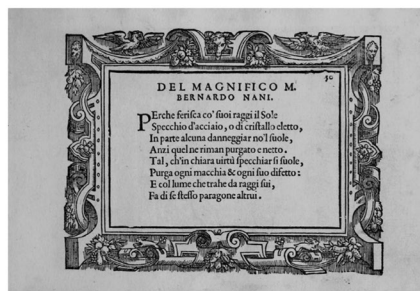 50
DEL MAGNIFICO M.
BERNARDO NANI.
Perche ferisca co' suoi raggi il Sole
Specchio d'acciaio, o di cristallo eletto,
In parte alcuna danneggiar no'l suole,
Anzi quel ne riman purgato e netto.
Tal, ch'in chiara virtù specchiar si suole,
Purga ogni macchia & ogni suo difetto:
E col lume che trahe da raggi sui,
Fa di se stesso paragone altrui.